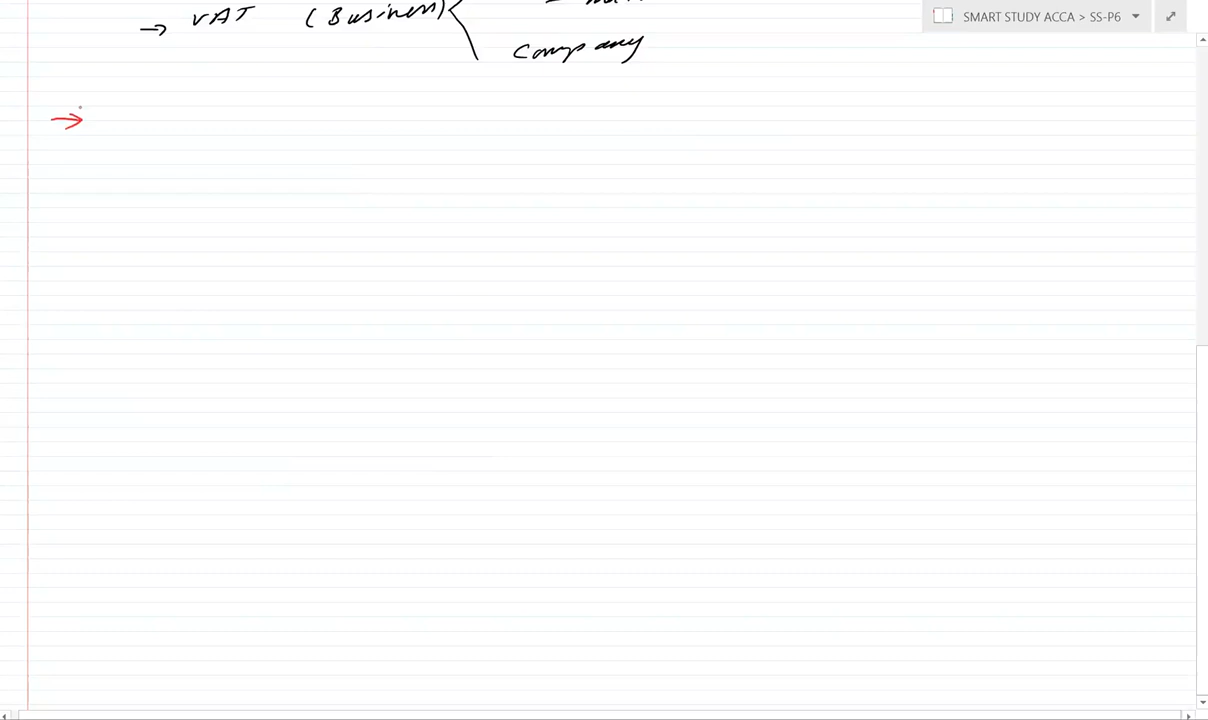 SMART STUDY ACCA > SS-P6
→ VAT (Business)
Company
→